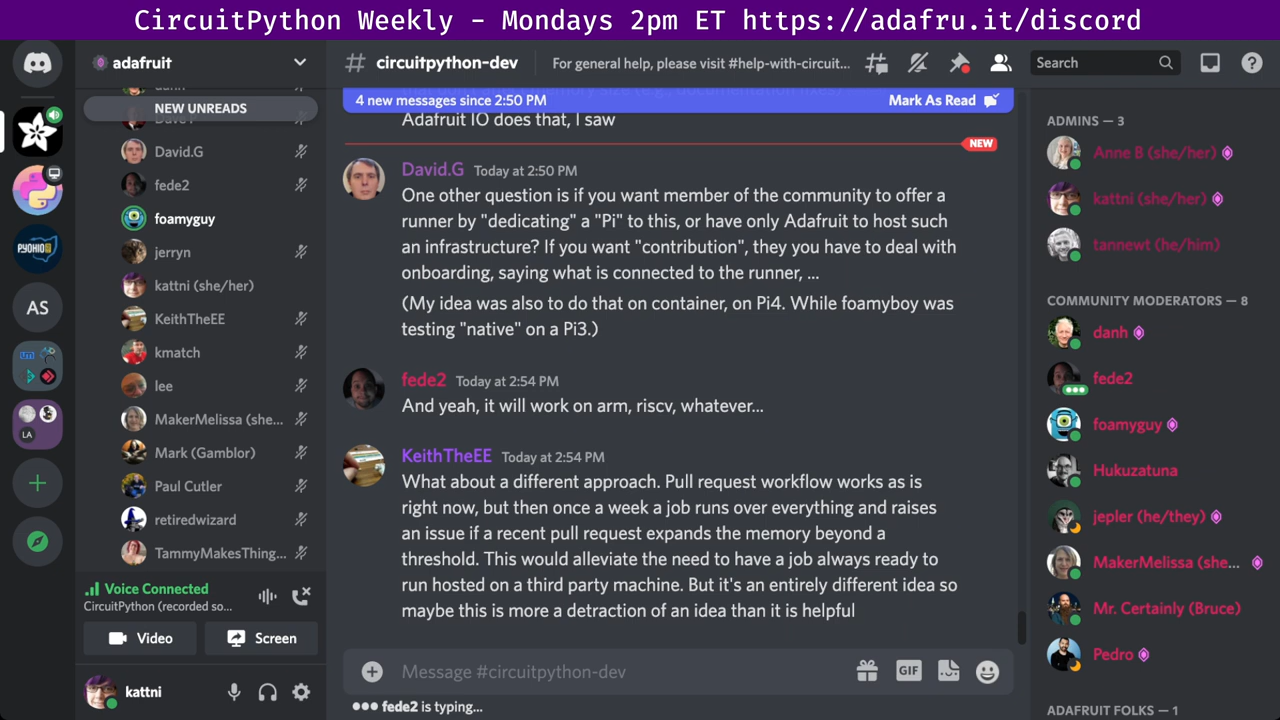 CircuitPython Weekly - Mondays 2pm ET https://adafru.it/discord
adafruit
NEW UNREADS
David.G
fede2
foamyguy
jerryn
kattni (she/her)
KeithTheEE
kmatch
lee
MakerMelissa (she...
Mark (Gamblor)
Paul Cutler
retiredwizard
TammyMakesThing...
Voice Connected
CircuitPython (recorded so...
Video
Screen
kattni
AS
LA
PYOHIO
# circuitpython-dev
For general help, please visit #help-with-circuit...
Search
4 new messages since 2:50 PM
Mark As Read
Adafruit IO does that, I saw
NEW
David.G Today at 2:50 PM
One other question is if you want member of the community to offer a
runner by "dedicating" a "Pi" to this, or have only Adafruit to host such
an infrastructure? If you want "contribution", they you have to deal with
onboarding, saying what is connected to the runner, ...
(My idea was also to do that on container, on Pi4. While foamyboy was
testing "native" on a Pi3.)
fede2 Today at 2:54 PM
And yeah, it will work on arm, riscv, whatever...
KeithTheEE Today at 2:54 PM
What about a different approach. Pull request workflow works as is
right now, but then once a week a job runs over everything and raises
an issue if a recent pull request expands the memory beyond a
threshold. This would alleviate the need to have a job always ready to
run hosted on a third party machine. But it's an entirely different idea so
maybe this is more a detraction of an idea than it is helpful
Message #circuitpython-dev
GIF
fede2 is typing...
ADMINS — 3
Anne B (she/her)
kattni (she/her)
tannewt (he/him)
COMMUNITY MODERATORS — 8
danh
fede2
foamyguy
Hukuzatuna
jepler (he/they)
MakerMelissa (she...
Mr. Certainly (Bruce)
Pedro
ADAFRUIT FOLKS — 1